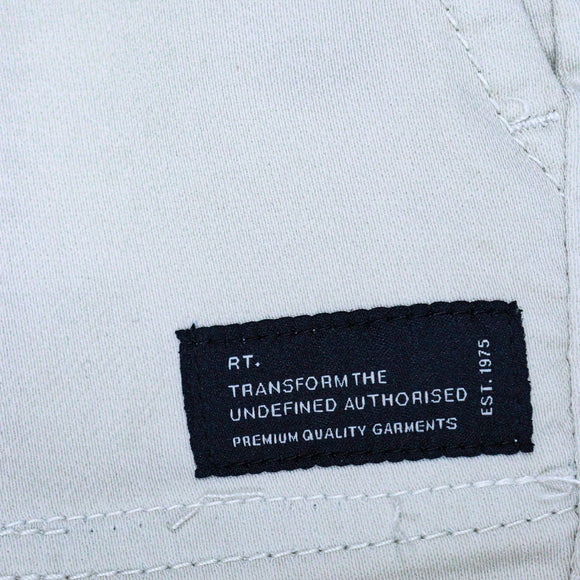 RT.
TRANSFORM THE
UNDEFINED AUTHORISED
PREMIUM QUALITY GARMENTS
EST. 1975